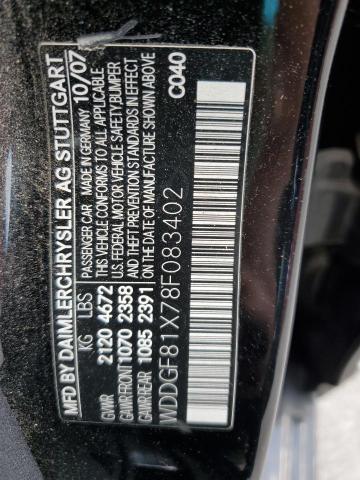 MFD BY DAIMLERCHRYSLER AG STUTTGART
KG LBS PASSENGER CAR MADE IN GERMANY 10/07
GVWR 2120 4672 THIS VEHICLE CONFORMS TO ALL APPLICABLE
GAWR FRONT 1070 2358 U.S. FEDERAL MOTOR VEHICLE SAFETY, BUMPER
GAWR REAR 1085 2391 AND THEFT PREVENTION STANDARDS IN EFFECT
ON THE DATE OF MANUFACTURE SHOWN ABOVE
WDDGF81X78F083402 C040